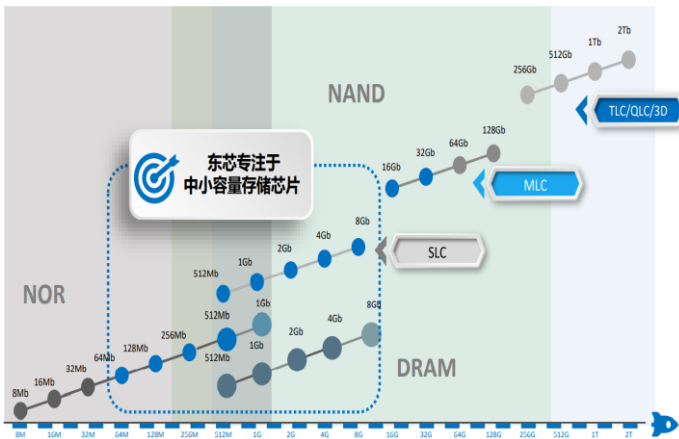 2Tb
1Tb
512Gb
256Gb
NAND
TLC/QLC/3D
128Gb
64Gb
32Gb
16Gb
东芯专注于
中小容量存储芯片
MLC
8Gb
4Gb
2Gb
1Gb
512Mb
SLC
NOR
1Gb
512Mb
256Mb
128Mb
64Mb
32Mb
16Mb
8Mb
8Gb
4Gb
2Gb
1Gb
512Mb
DRAM
8M 16M 32M 64M 128M 256M 512M 1G 2G 4G 8G 16G 32G 64G 128G 256G 512G 1T 2T